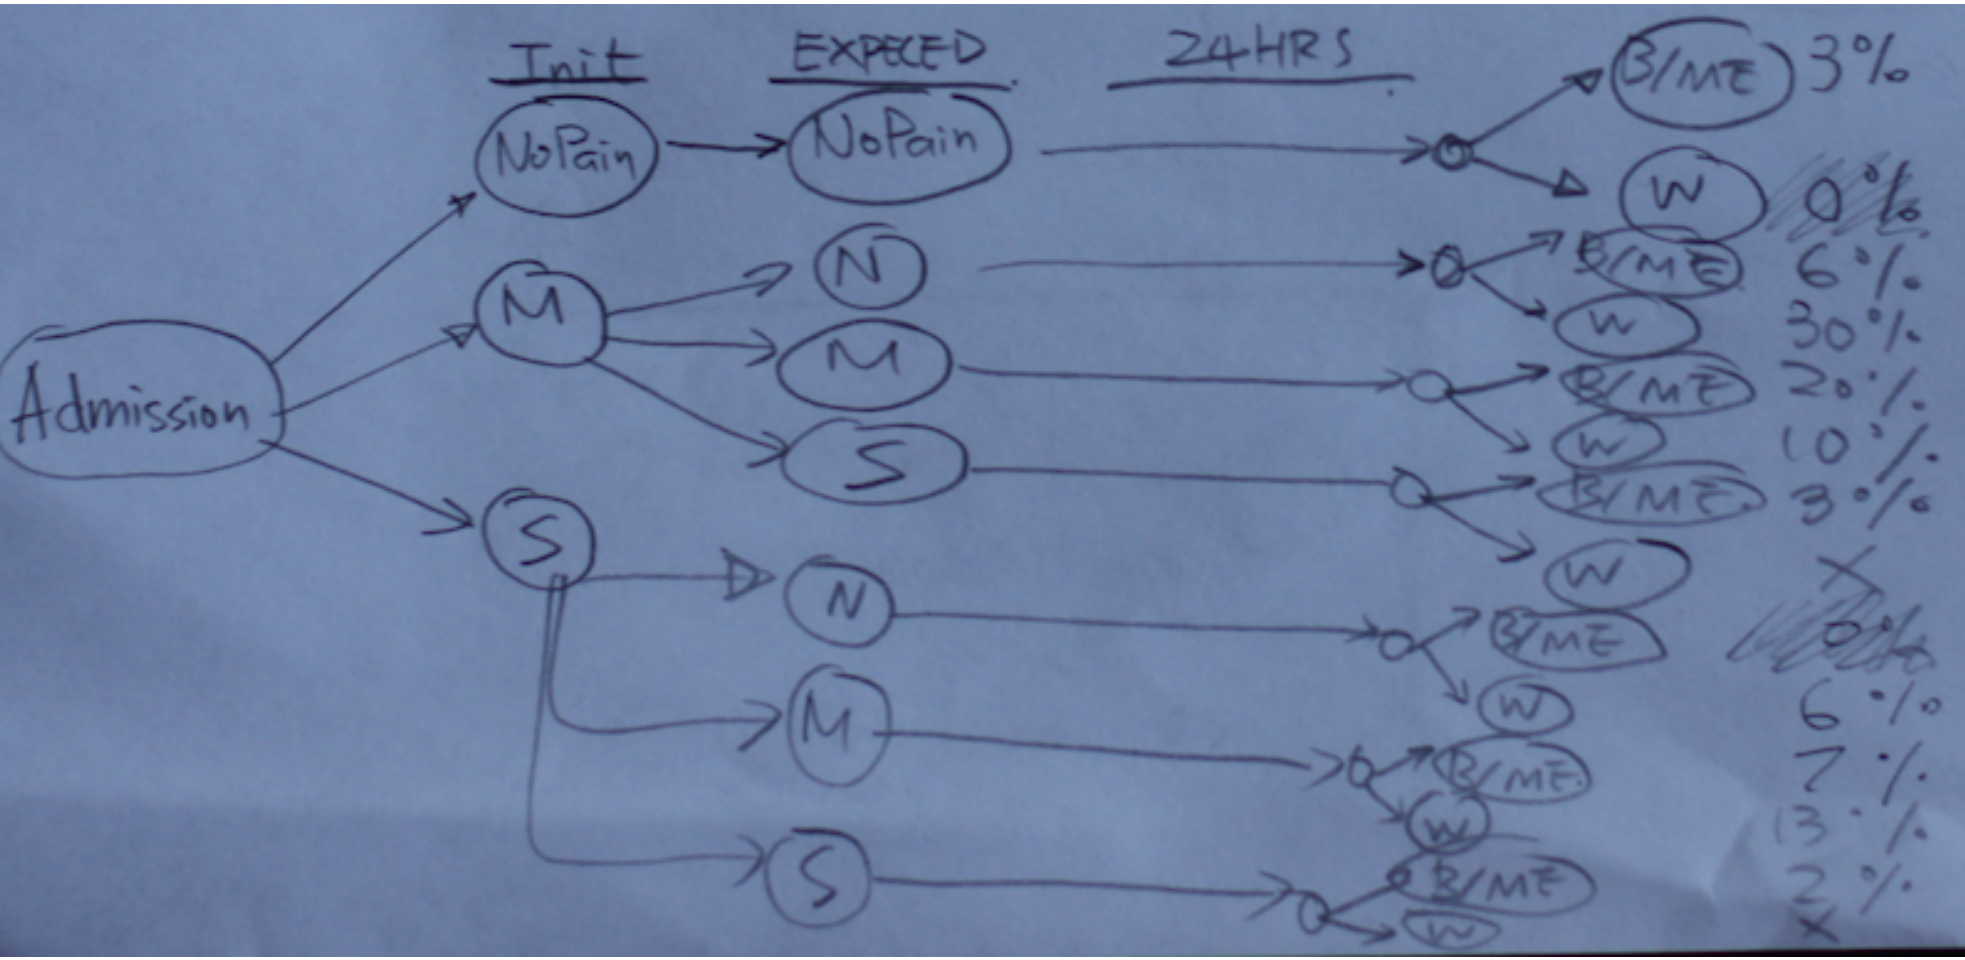 Init EXPECED 24HRS
NoPain NoPain B/ME 3%
W 0%
N B/ME 6%
M W 30%
M B/ME 20%
W 10%
Admission S B/ME 3%
W X
S N B/ME 0%
W 6%
M B/ME 7%
W 13%
S B/ME 2%
W X